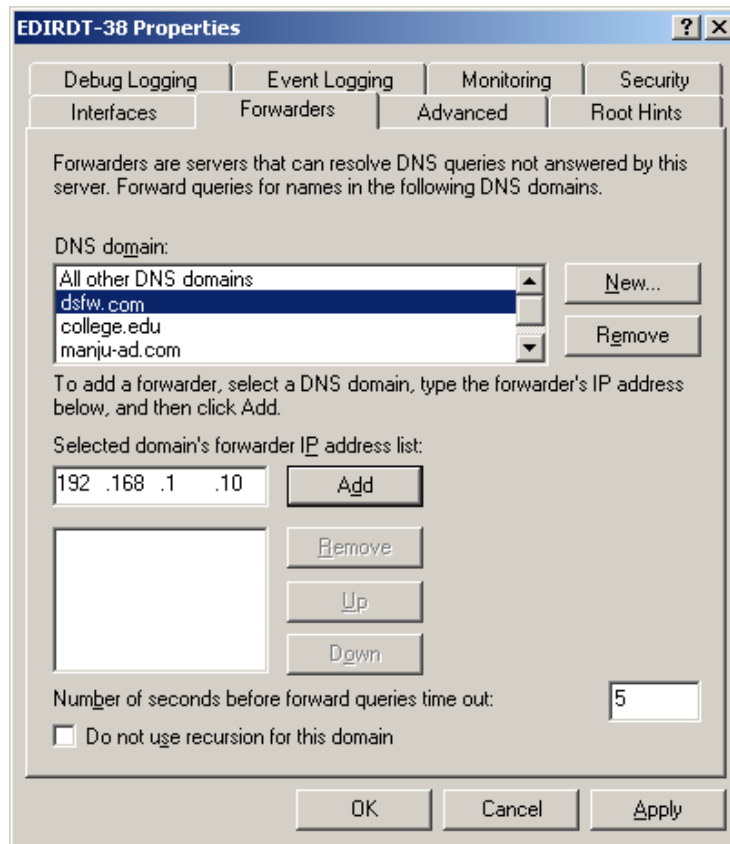 EDIRDT-38 Properties
Debug Logging Event Logging Monitoring Security
Interfaces Forwarders Advanced Root Hints
Forwarders are servers that can resolve DNS queries not answered by this
server. Forward queries for names in the following DNS domains.
DNS domain:
All other DNS domains
dsfw.com
college.edu
manju-ad.com
New...
Remove
To add a forwarder, select a DNS domain, type the forwarder's IP address
below, and then click Add.
Selected domain's forwarder IP address list:
192 .168 .1 .10 Add
Remove
Up
Down
Number of seconds before forward queries time out: 5
Do not use recursion for this domain
OK Cancel Apply